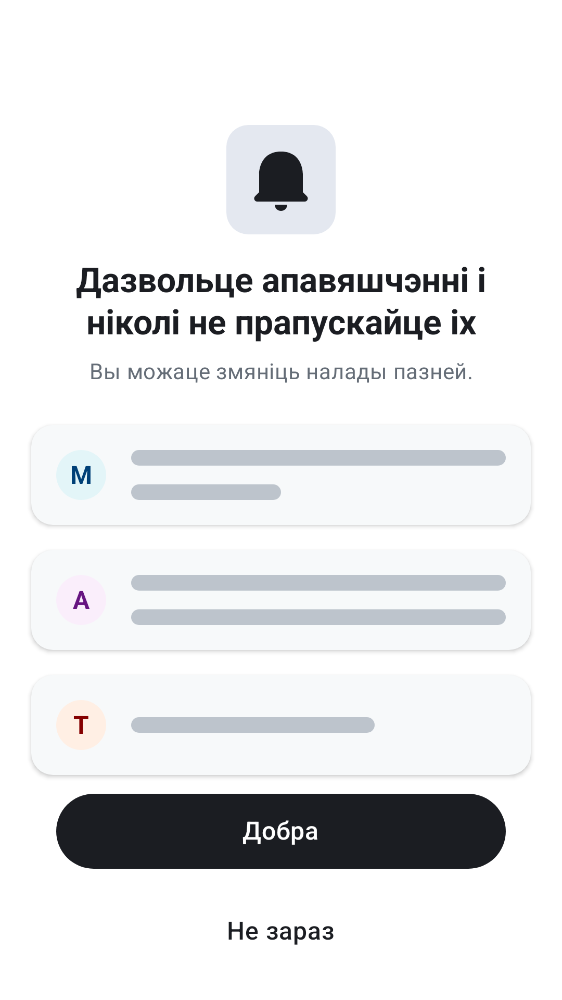 Дазвольце апавяшчэнні і
ніколі не прапускайце іх
Вы можаце змяніць налады пазней.
М
А
Т
Добра
Не зараз